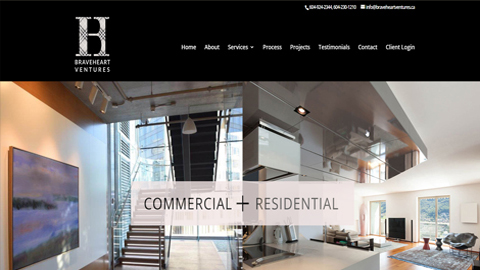 604-924-2344, 604-230-1210 info@braveheartventures.ca
H
BRAVEHEART
VENTURES
Home About Services Process Projects Testimonials Contact Client Login
COMMERCIAL + RESIDENTIAL